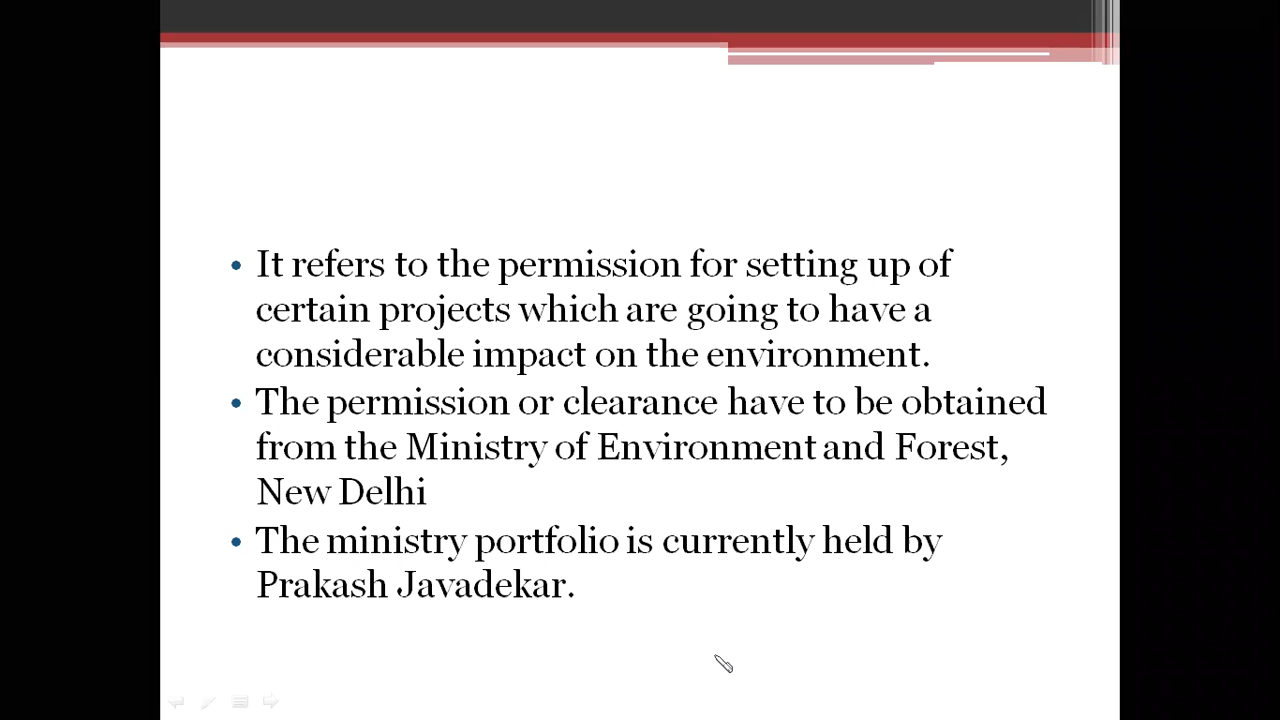 • It refers to the permission for setting up of
certain projects which are going to have a
considerable impact on the environment.
• The permission or clearance have to be obtained
from the Ministry of Environment and Forest,
New Delhi
• The ministry portfolio is currently held by
Prakash Javadekar.